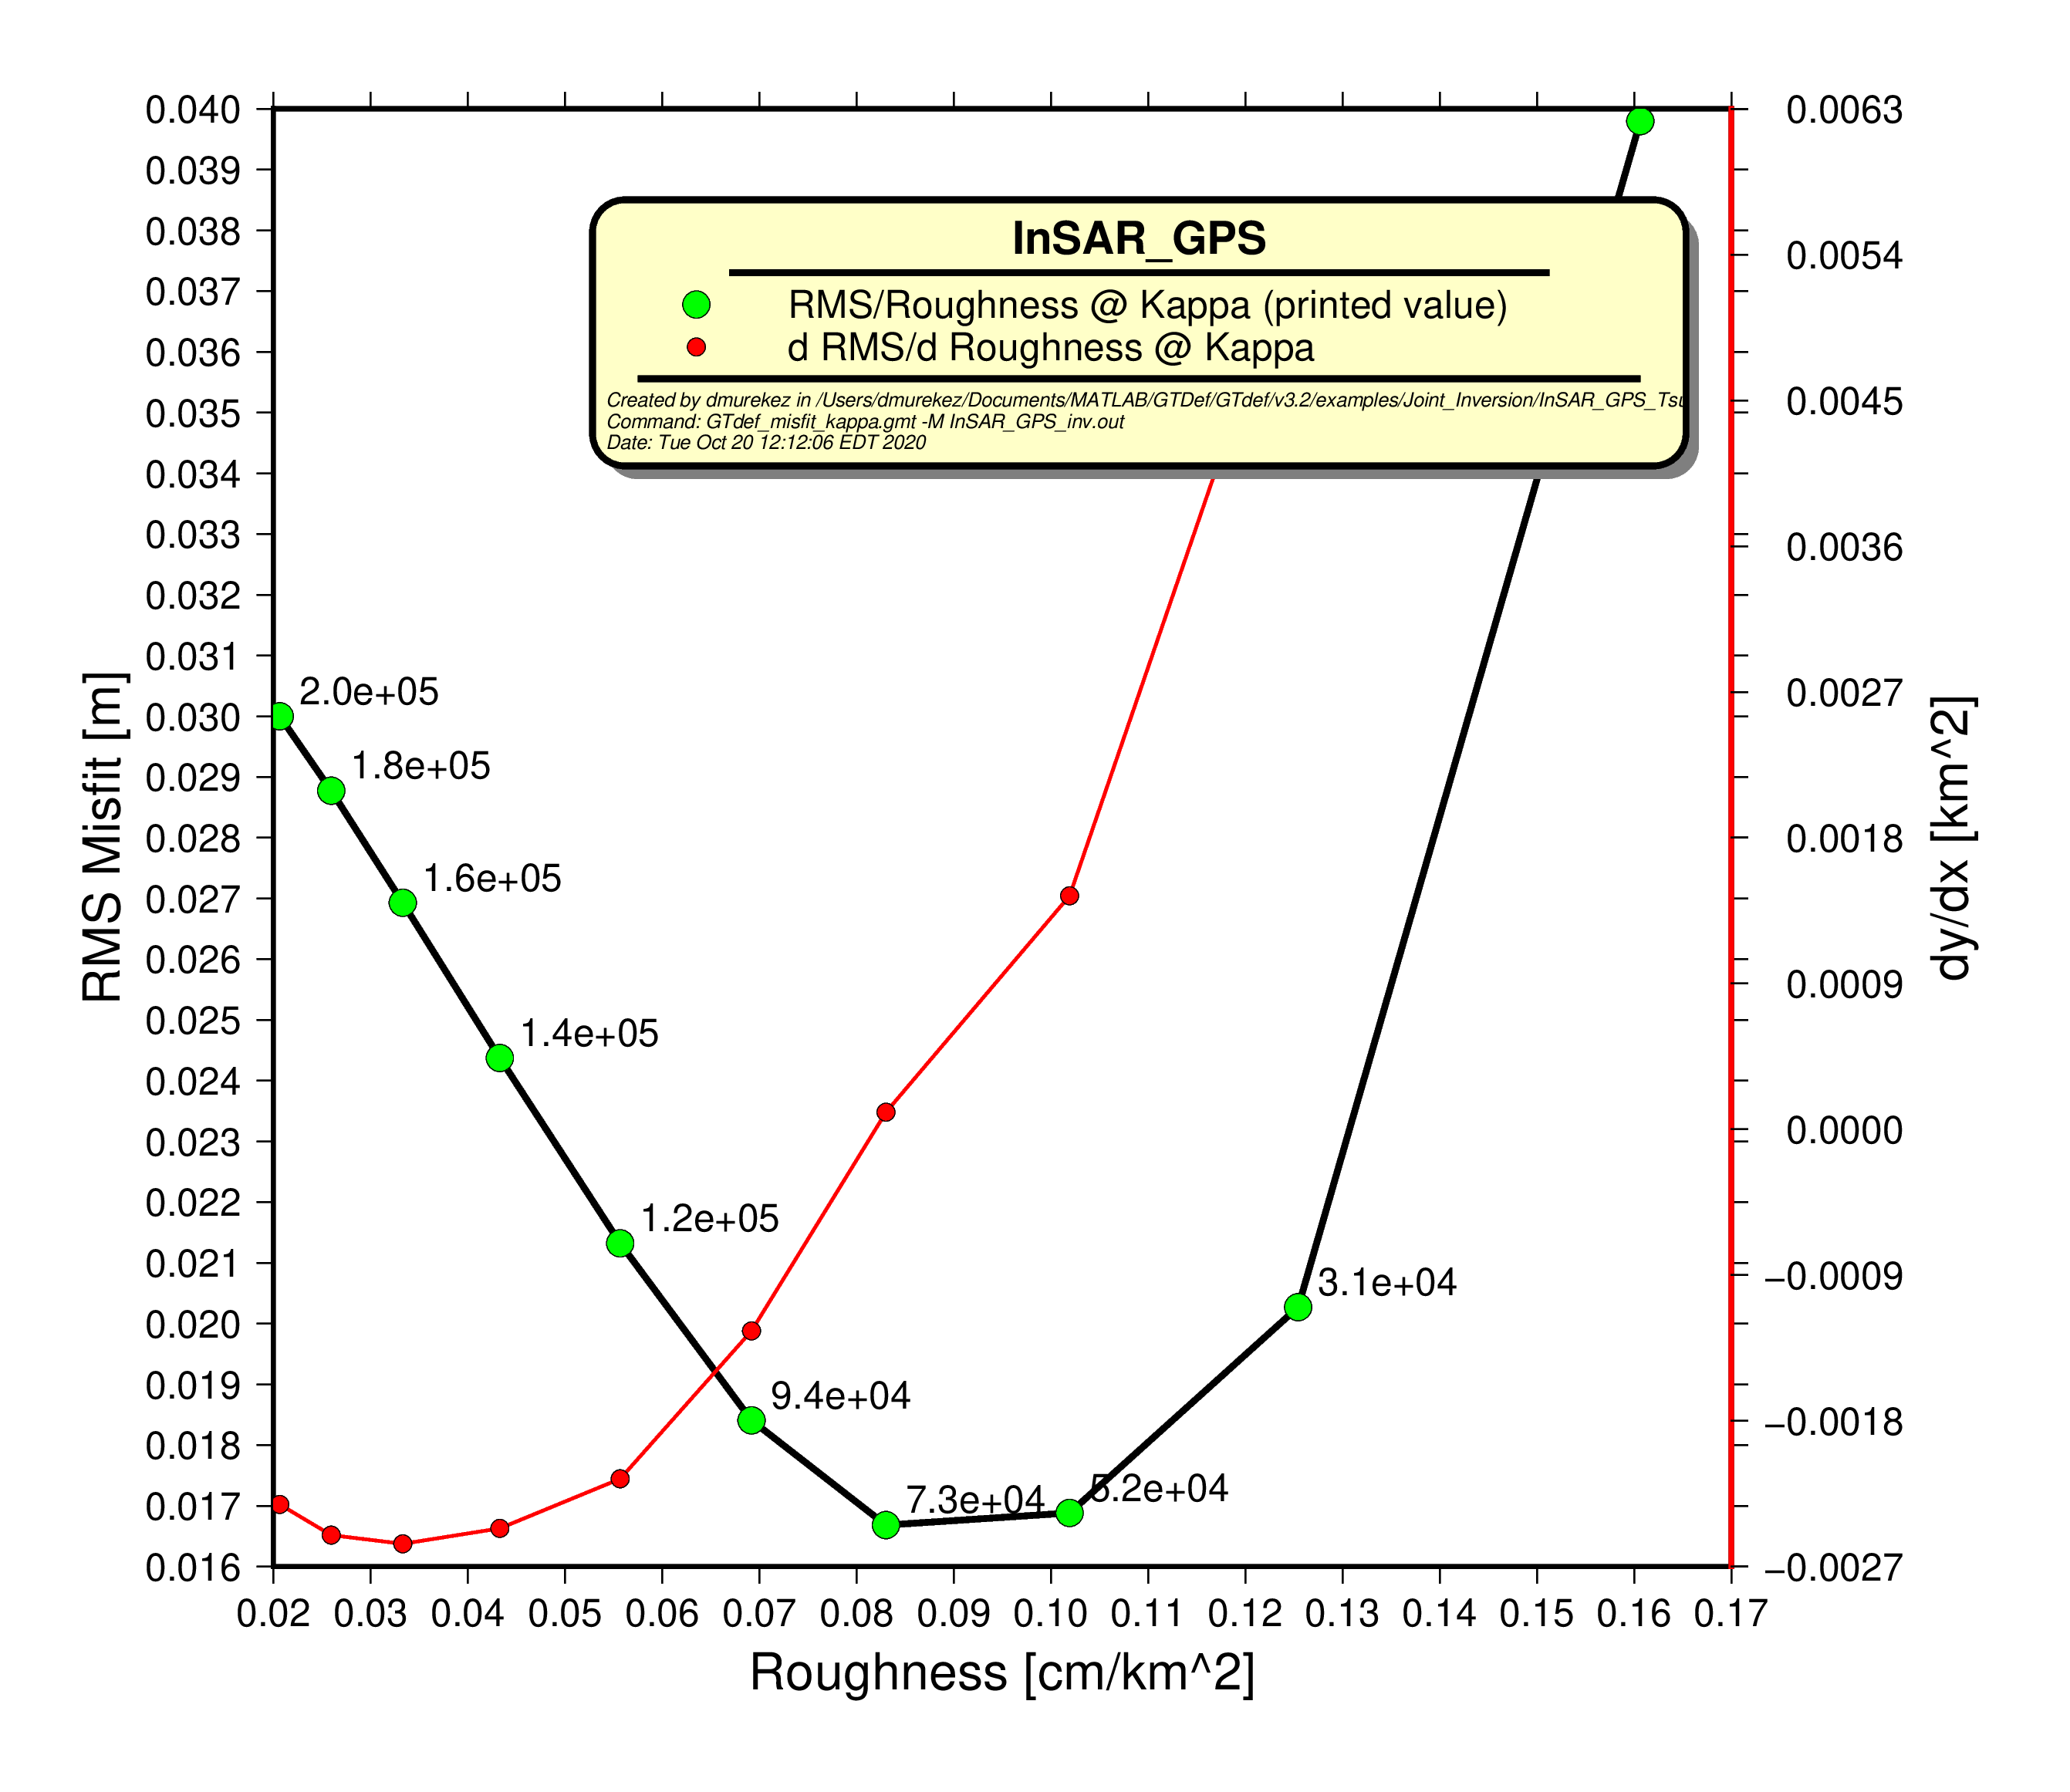 0.040
0.039
0.038
0.037
0.036
0.035
0.034
0.033
0.032
0.031
0.030
0.029
0.028
0.027
0.026
0.025
0.024
0.023
0.022
0.021
0.020
0.019
0.018
0.017
0.016
RMS Misfit [m]
InSAR_GPS
RMS/Roughness @ Kappa (printed value)
d RMS/d Roughness @ Kappa
Created by dmurekez in /Users/dmurekez/Documents/MATLAB/GTDef/GTdef/v3.2/examples/Joint_Inversion/InSAR_GPS_Tsu
Command: GTdef_misfit_kappa.gmt -M InSAR_GPS_inv.out
Date: Tue Oct 20 12:12:06 EDT 2020
2.0e+05
1.8e+05
1.6e+05
1.4e+05
1.2e+05
9.4e+04
7.3e+04
5.2e+04
3.1e+04
0.0063
0.0054
0.0045
0.0036
0.0027
0.0018
0.0009
0.0000
−0.0009
−0.0018
−0.0027
dy/dx [km^2]
0.02 0.03 0.04 0.05 0.06 0.07 0.08 0.09 0.10 0.11 0.12 0.13 0.14 0.15 0.16 0.17
Roughness [cm/km^2]